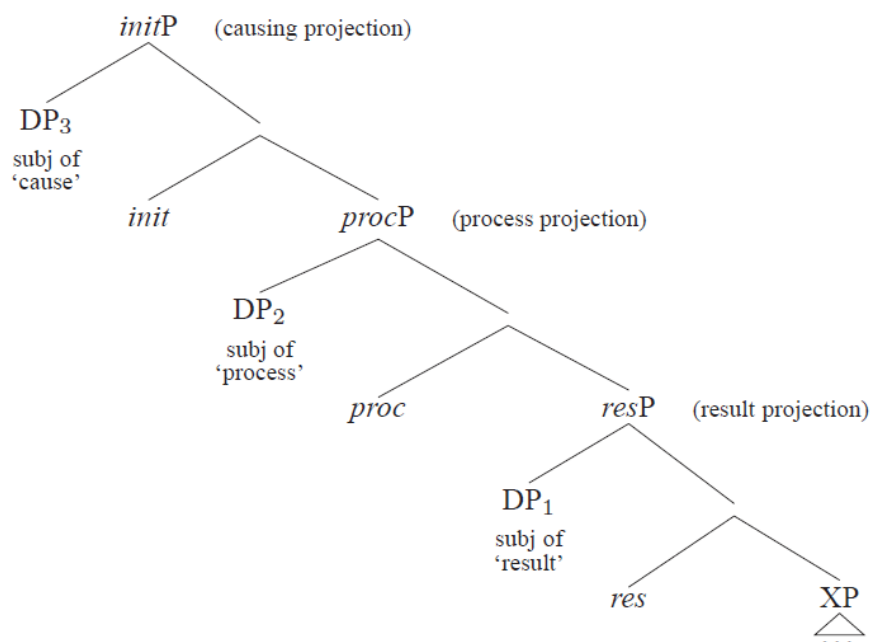 initP (causing projection)
DP₃
subj of
‘cause’
init
procP (process projection)
DP₂
subj of
‘process’
proc
resP (result projection)
DP₁
subj of
‘result’
res
XP